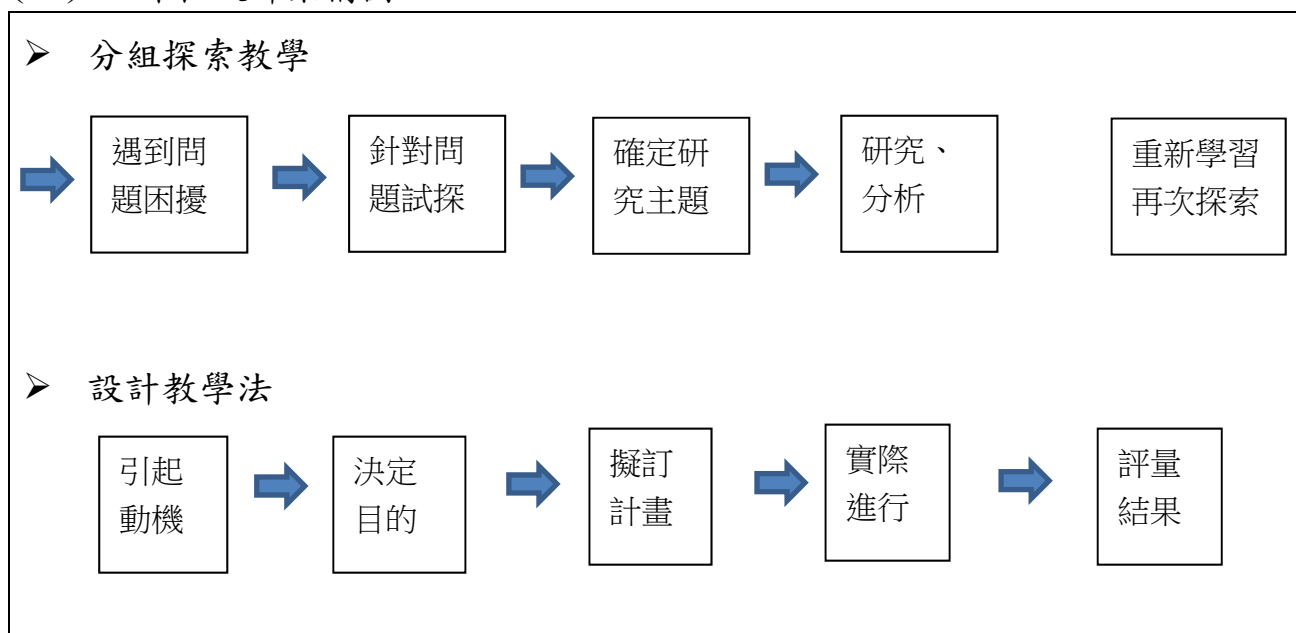 分組探索教學
遇到問
題困擾
針對問
題試探
確定研
究主題
研究、
分析
重新學習
再次探索
設計教學法
引起
動機
決定
目的
擬訂
計畫
實際
進行
評量
結果